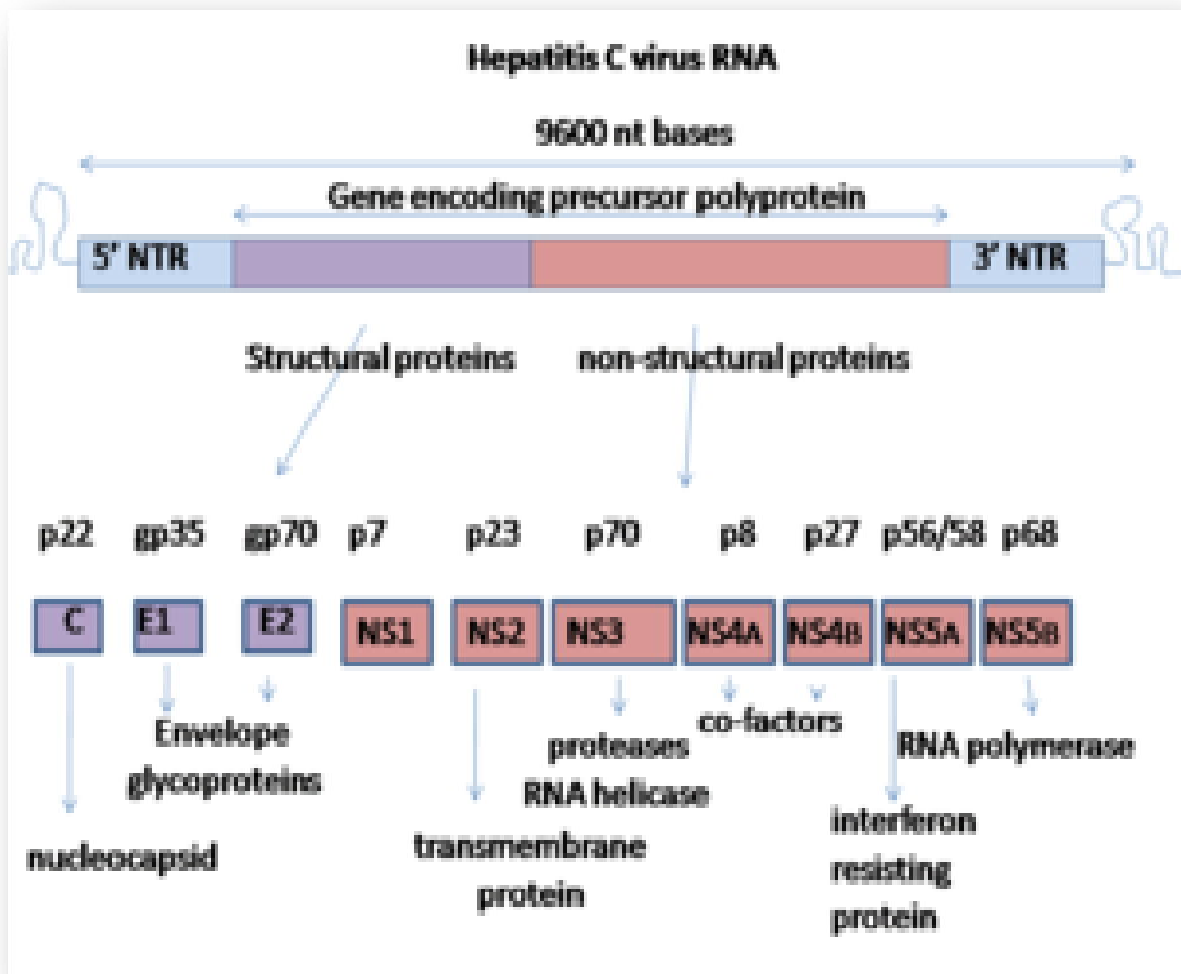 Hepatitis C virus RNA
9600 nt bases
Gene encoding precursor polyprotein
5' NTR
3' NTR
Structural proteins
non-structural proteins
p22 gp35 gp70 p7 p23 p70 p8 p27 p56/58 p68
C E1 E2 NS1 NS2 NS3 NS4A NS4B NS5A NS5B
Envelope
glycoproteins
nucleocapsid
transmembrane
protein
proteases
RNA helicase
co-factors
interferon
resisting
protein
RNA polymerase